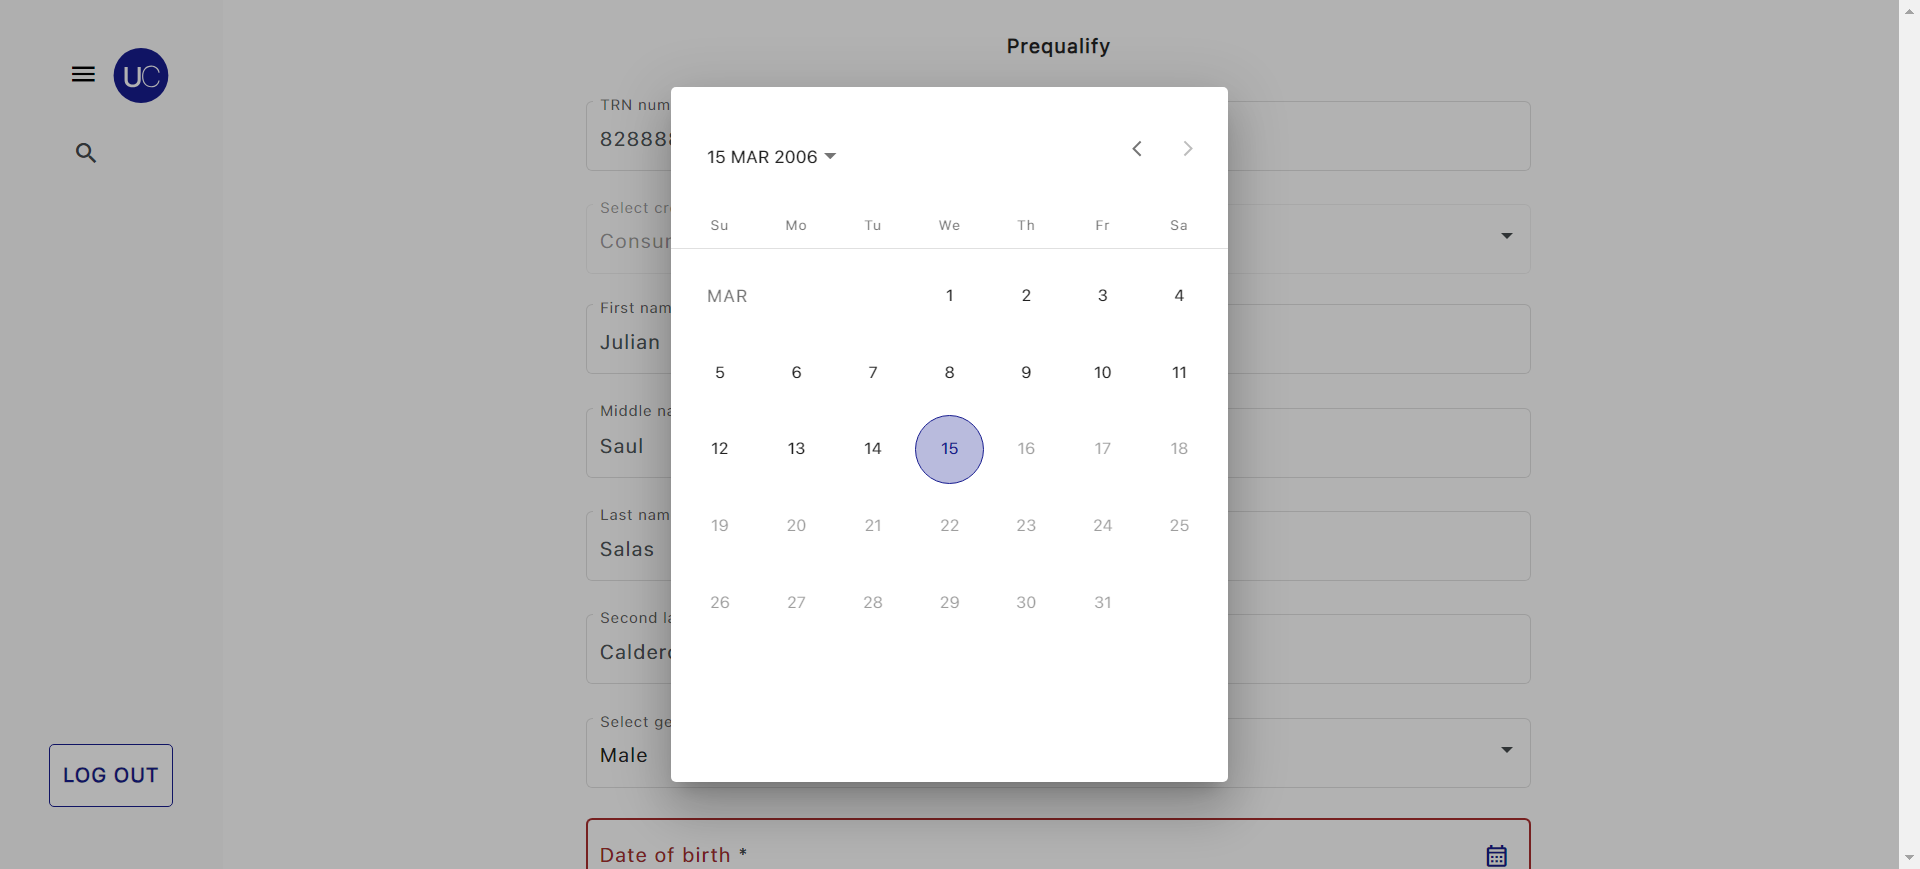 UC
LOG OUT
Prequalify
TRN num
82888
Select cr
Consur
First nam
Julian
Middle na
Saul
Last nam
Salas
Second la
Caldero
Select ge
Male
Date of birth *
15 MAR 2006
Su Mo Tu We Th Fr Sa
MAR 1 2 3 4
5 6 7 8 9 10 11
12 13 14 15 16 17 18
19 20 21 22 23 24 25
26 27 28 29 30 31